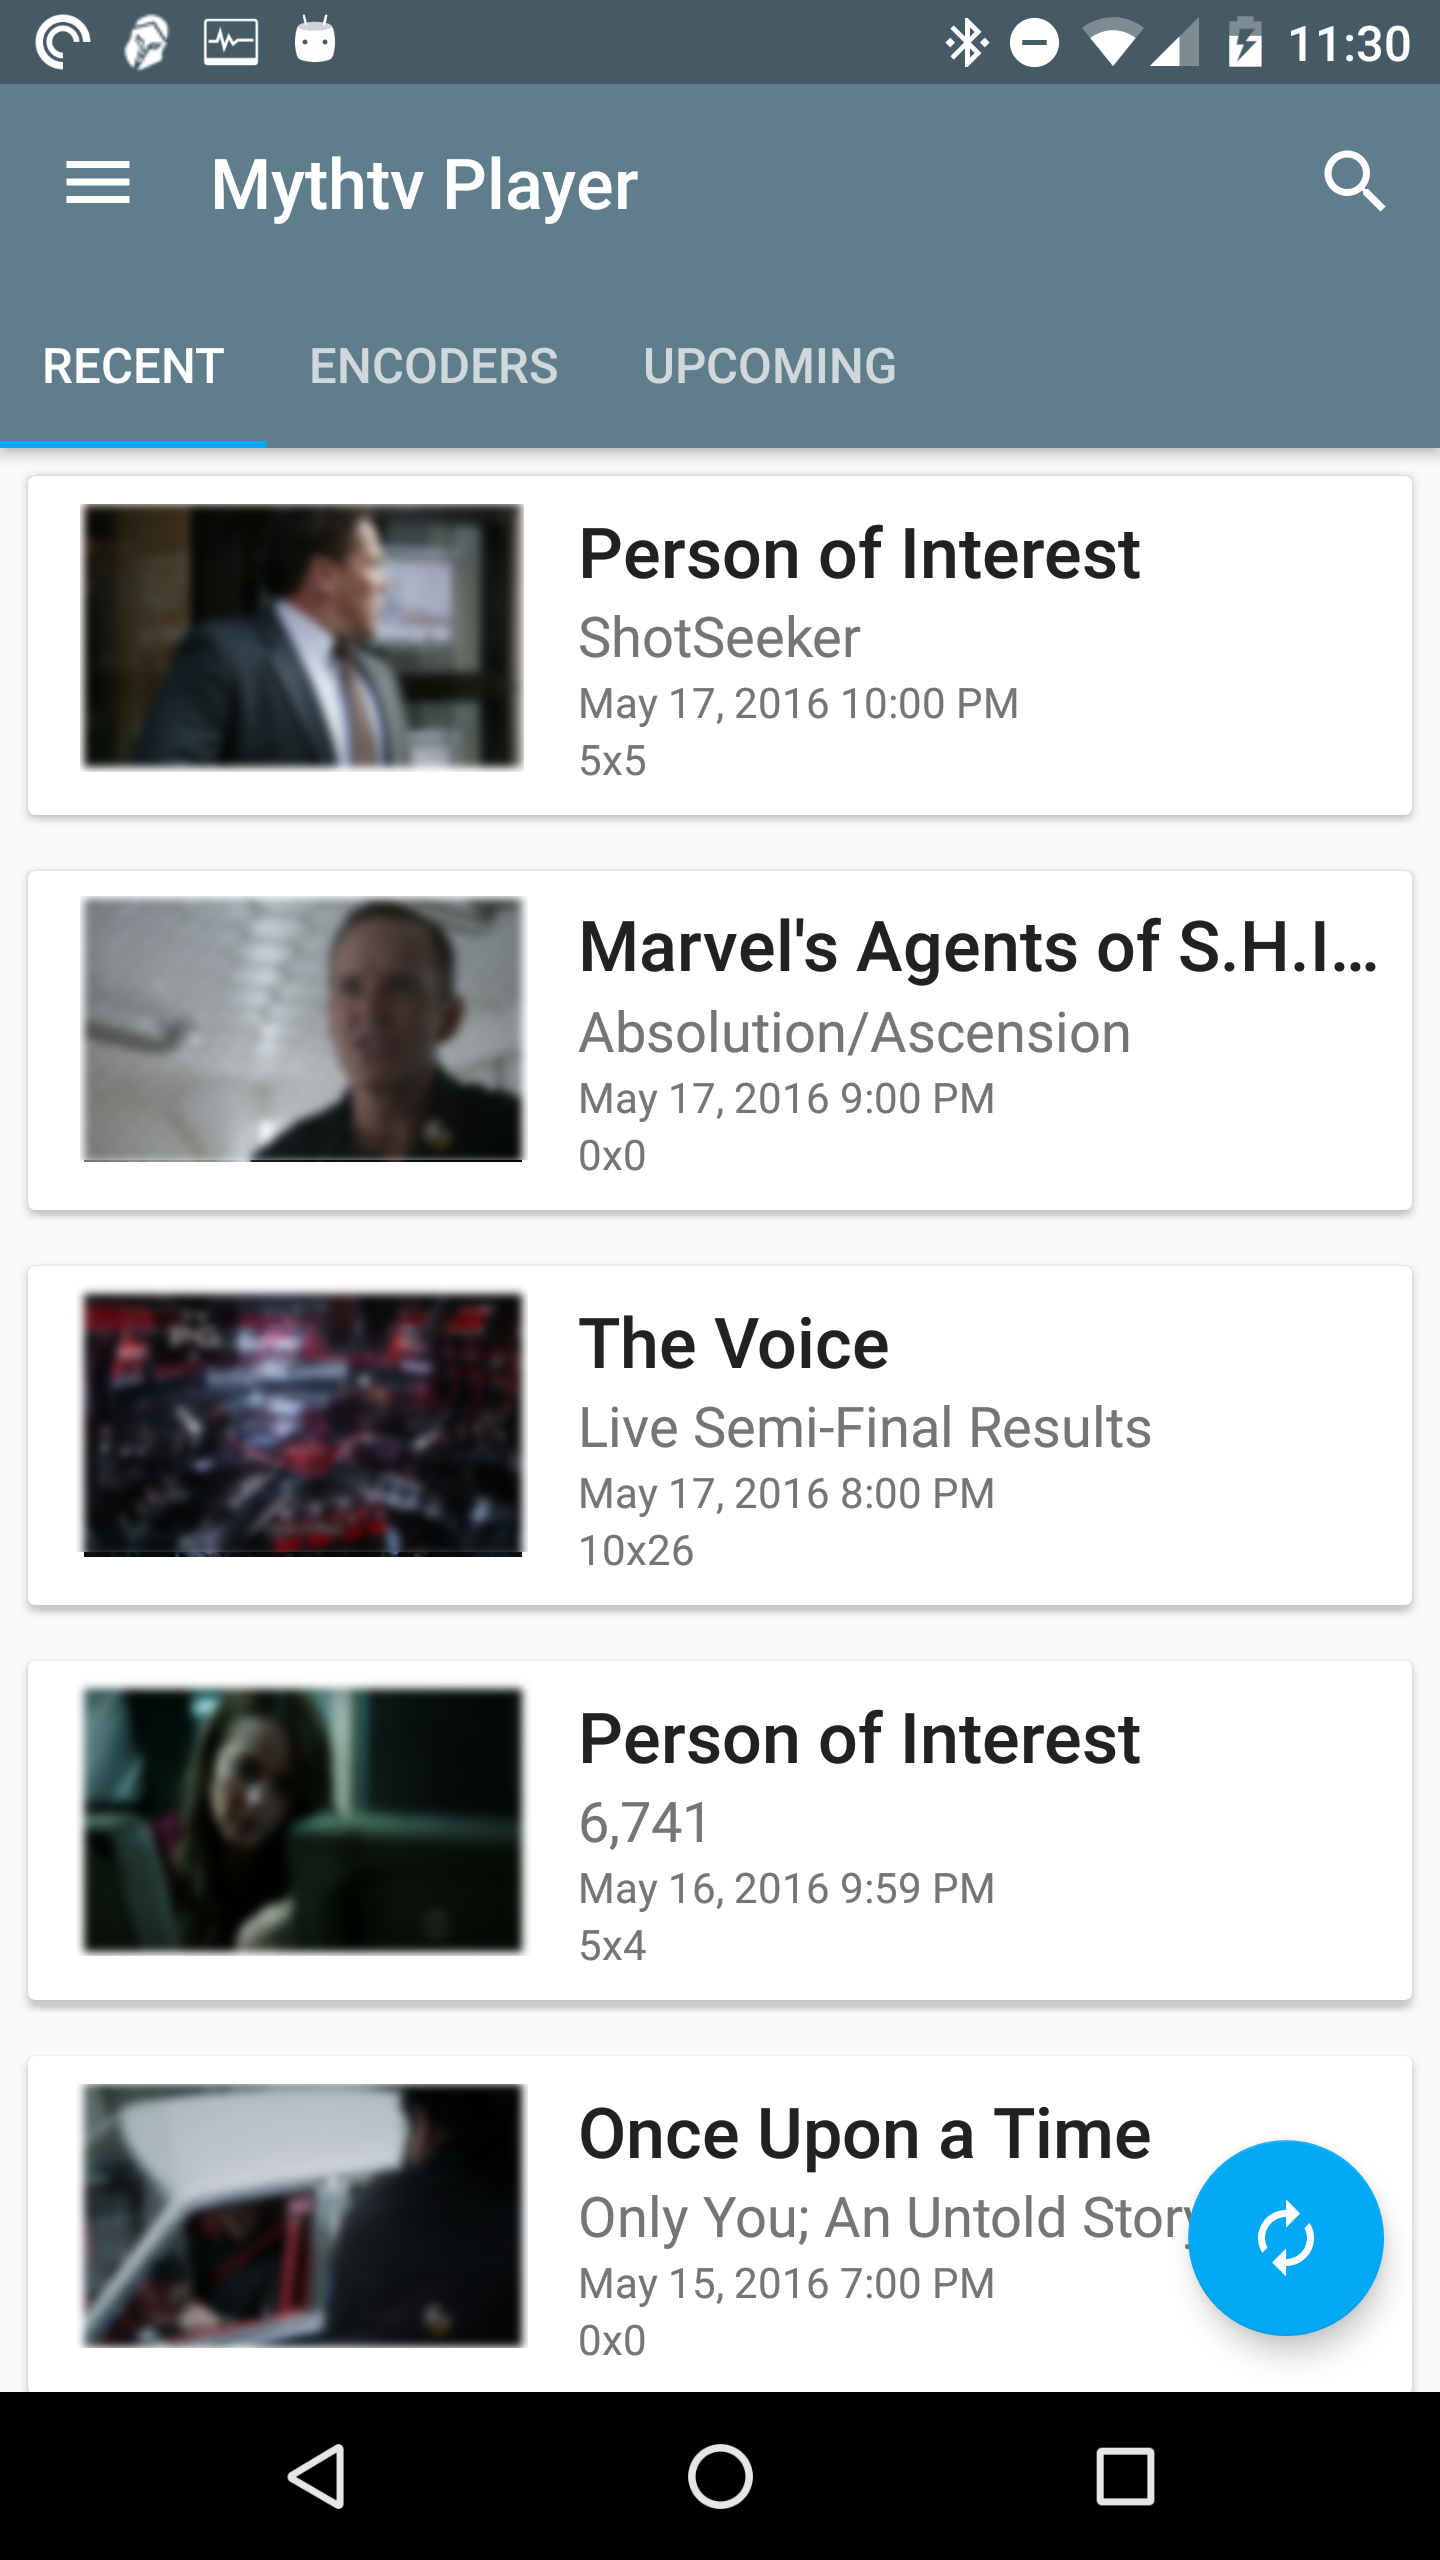 11:30
Mythtv Player
RECENT ENCODERS UPCOMING
Person of Interest
ShotSeeker
May 17, 2016 10:00 PM
5x5
Marvel's Agents of S.H.I...
Absolution/Ascension
May 17, 2016 9:00 PM
0x0
PG
The Voice
Live Semi-Final Results
May 17, 2016 8:00 PM
10x26
Person of Interest
6,741
May 16, 2016 9:59 PM
5x4
Once Upon a Time
Only You; An Untold Story
May 15, 2016 7:00 PM
0x0